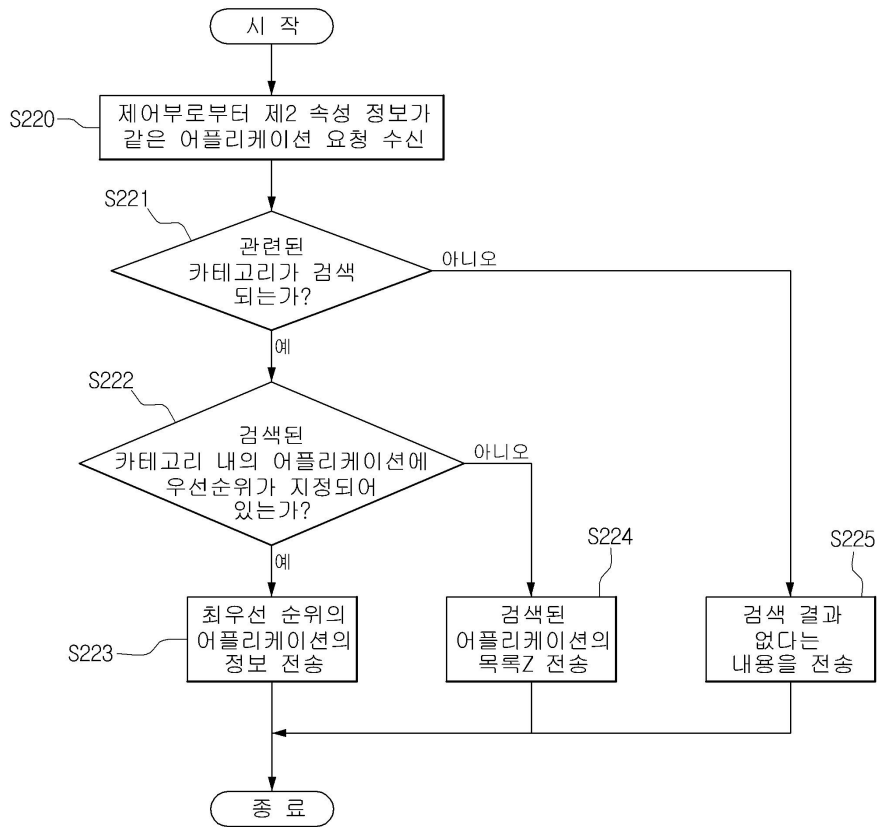 시 작
S220
제어부로부터 제2 속성 정보가
같은 어플리케이션 요청 수신
S221
관련된
카테고리가 검색
되는가?
아니오
예
S222
검색된
카테고리 내의 어플리케이션에
우선순위가 지정되어
있는가?
아니오
예
S223
최우선 순위의
어플리케이션의
정보 전송
S224
검색된
어플리케이션의
목록Z 전송
S225
검색 결과
없다는
내용을 전송
종 료